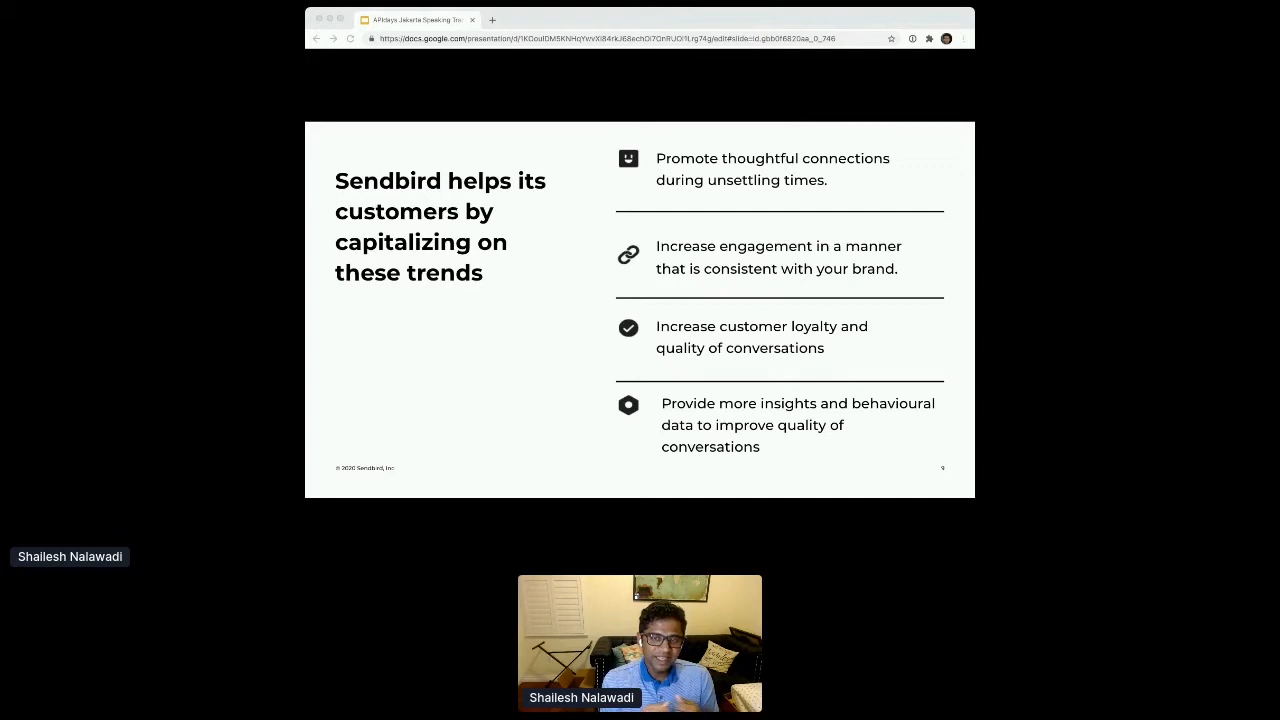 APIdays Jakarta Speaking Tra
Sendbird helps its
customers by
capitalizing on
these trends
Promote thoughtful connections
during unsettling times.
Increase engagement in a manner
that is consistent with your brand.
Increase customer loyalty and
quality of conversations
Provide more insights and behavioural
data to improve quality of
conversations
© 2020 Sendbird, Inc
9
Shailesh Nalawadi
Shailesh Nalawadi